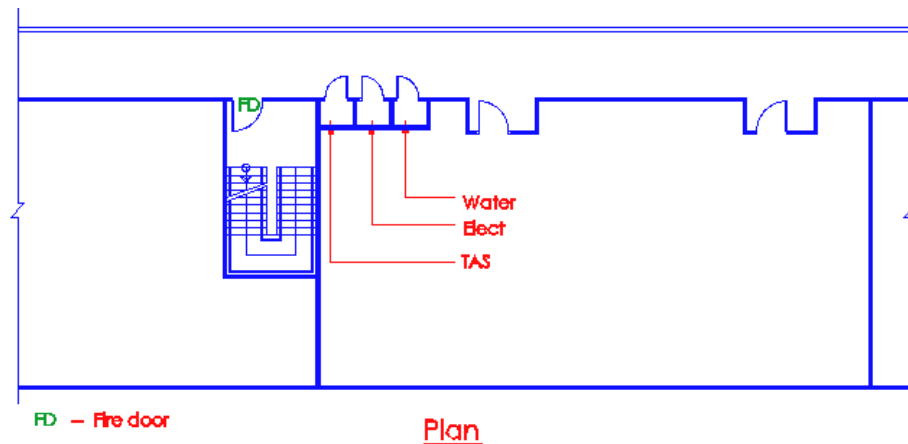 FD
Water
Elect
TAS
FD – Fire door
Plan